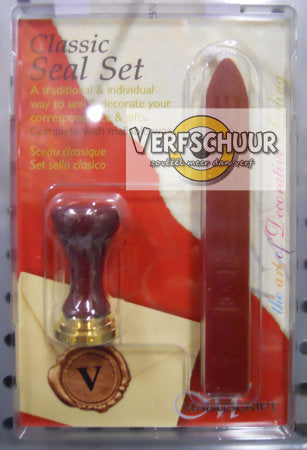 Classic
Seal Set
A traditional & individual
way to seal & decorate your
correspondence & gifts.
Complete with
VERFSCHUUR
zoveel meer dan verf
Sceau classique
Set sello clasico
the art of
V